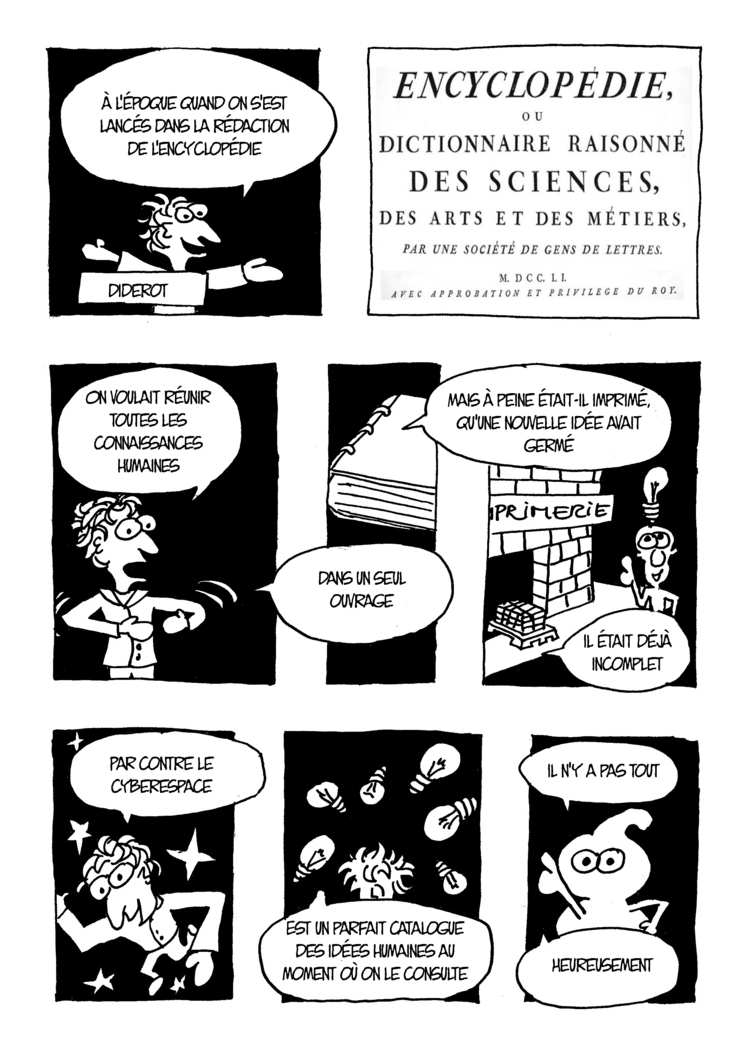 À L'ÉPOQUE QUAND ON S'EST
LANCÉS DANS LA RÉDACTION
DE L'ENCYCLOPÉDIE
DIDEROT
ENCYCLOPÉDIE,
OU
DICTIONNAIRE RAISONNÉ
DES SCIENCES,
DES ARTS ET DES MÉTIERS,
PAR UNE SOCIÉTÉ DE GENS DE LETTRES.
M. DCC. LI.
AVEC APPROBATION ET PRIVILEGE DU ROY.
ON VOULAIT RÉUNIR
TOUTES LES
CONNAISSANCES
HUMAINES
DANS UN SEUL
OUVRAGE
MAIS À PEINE ÉTAIT-IL IMPRIMÉ,
QU'UNE NOUVELLE IDÉE AVAIT
GERMÉ
PRIMERIE
IL ÉTAIT DÉJÀ
INCOMPLET
PAR CONTRE LE
CYBERESPACE
EST UN PARFAIT CATALOGUE
DES IDÉES HUMAINES AU
MOMENT OÙ ON LE CONSULTE
IL N'Y A PAS TOUT
HEUREUSEMENT